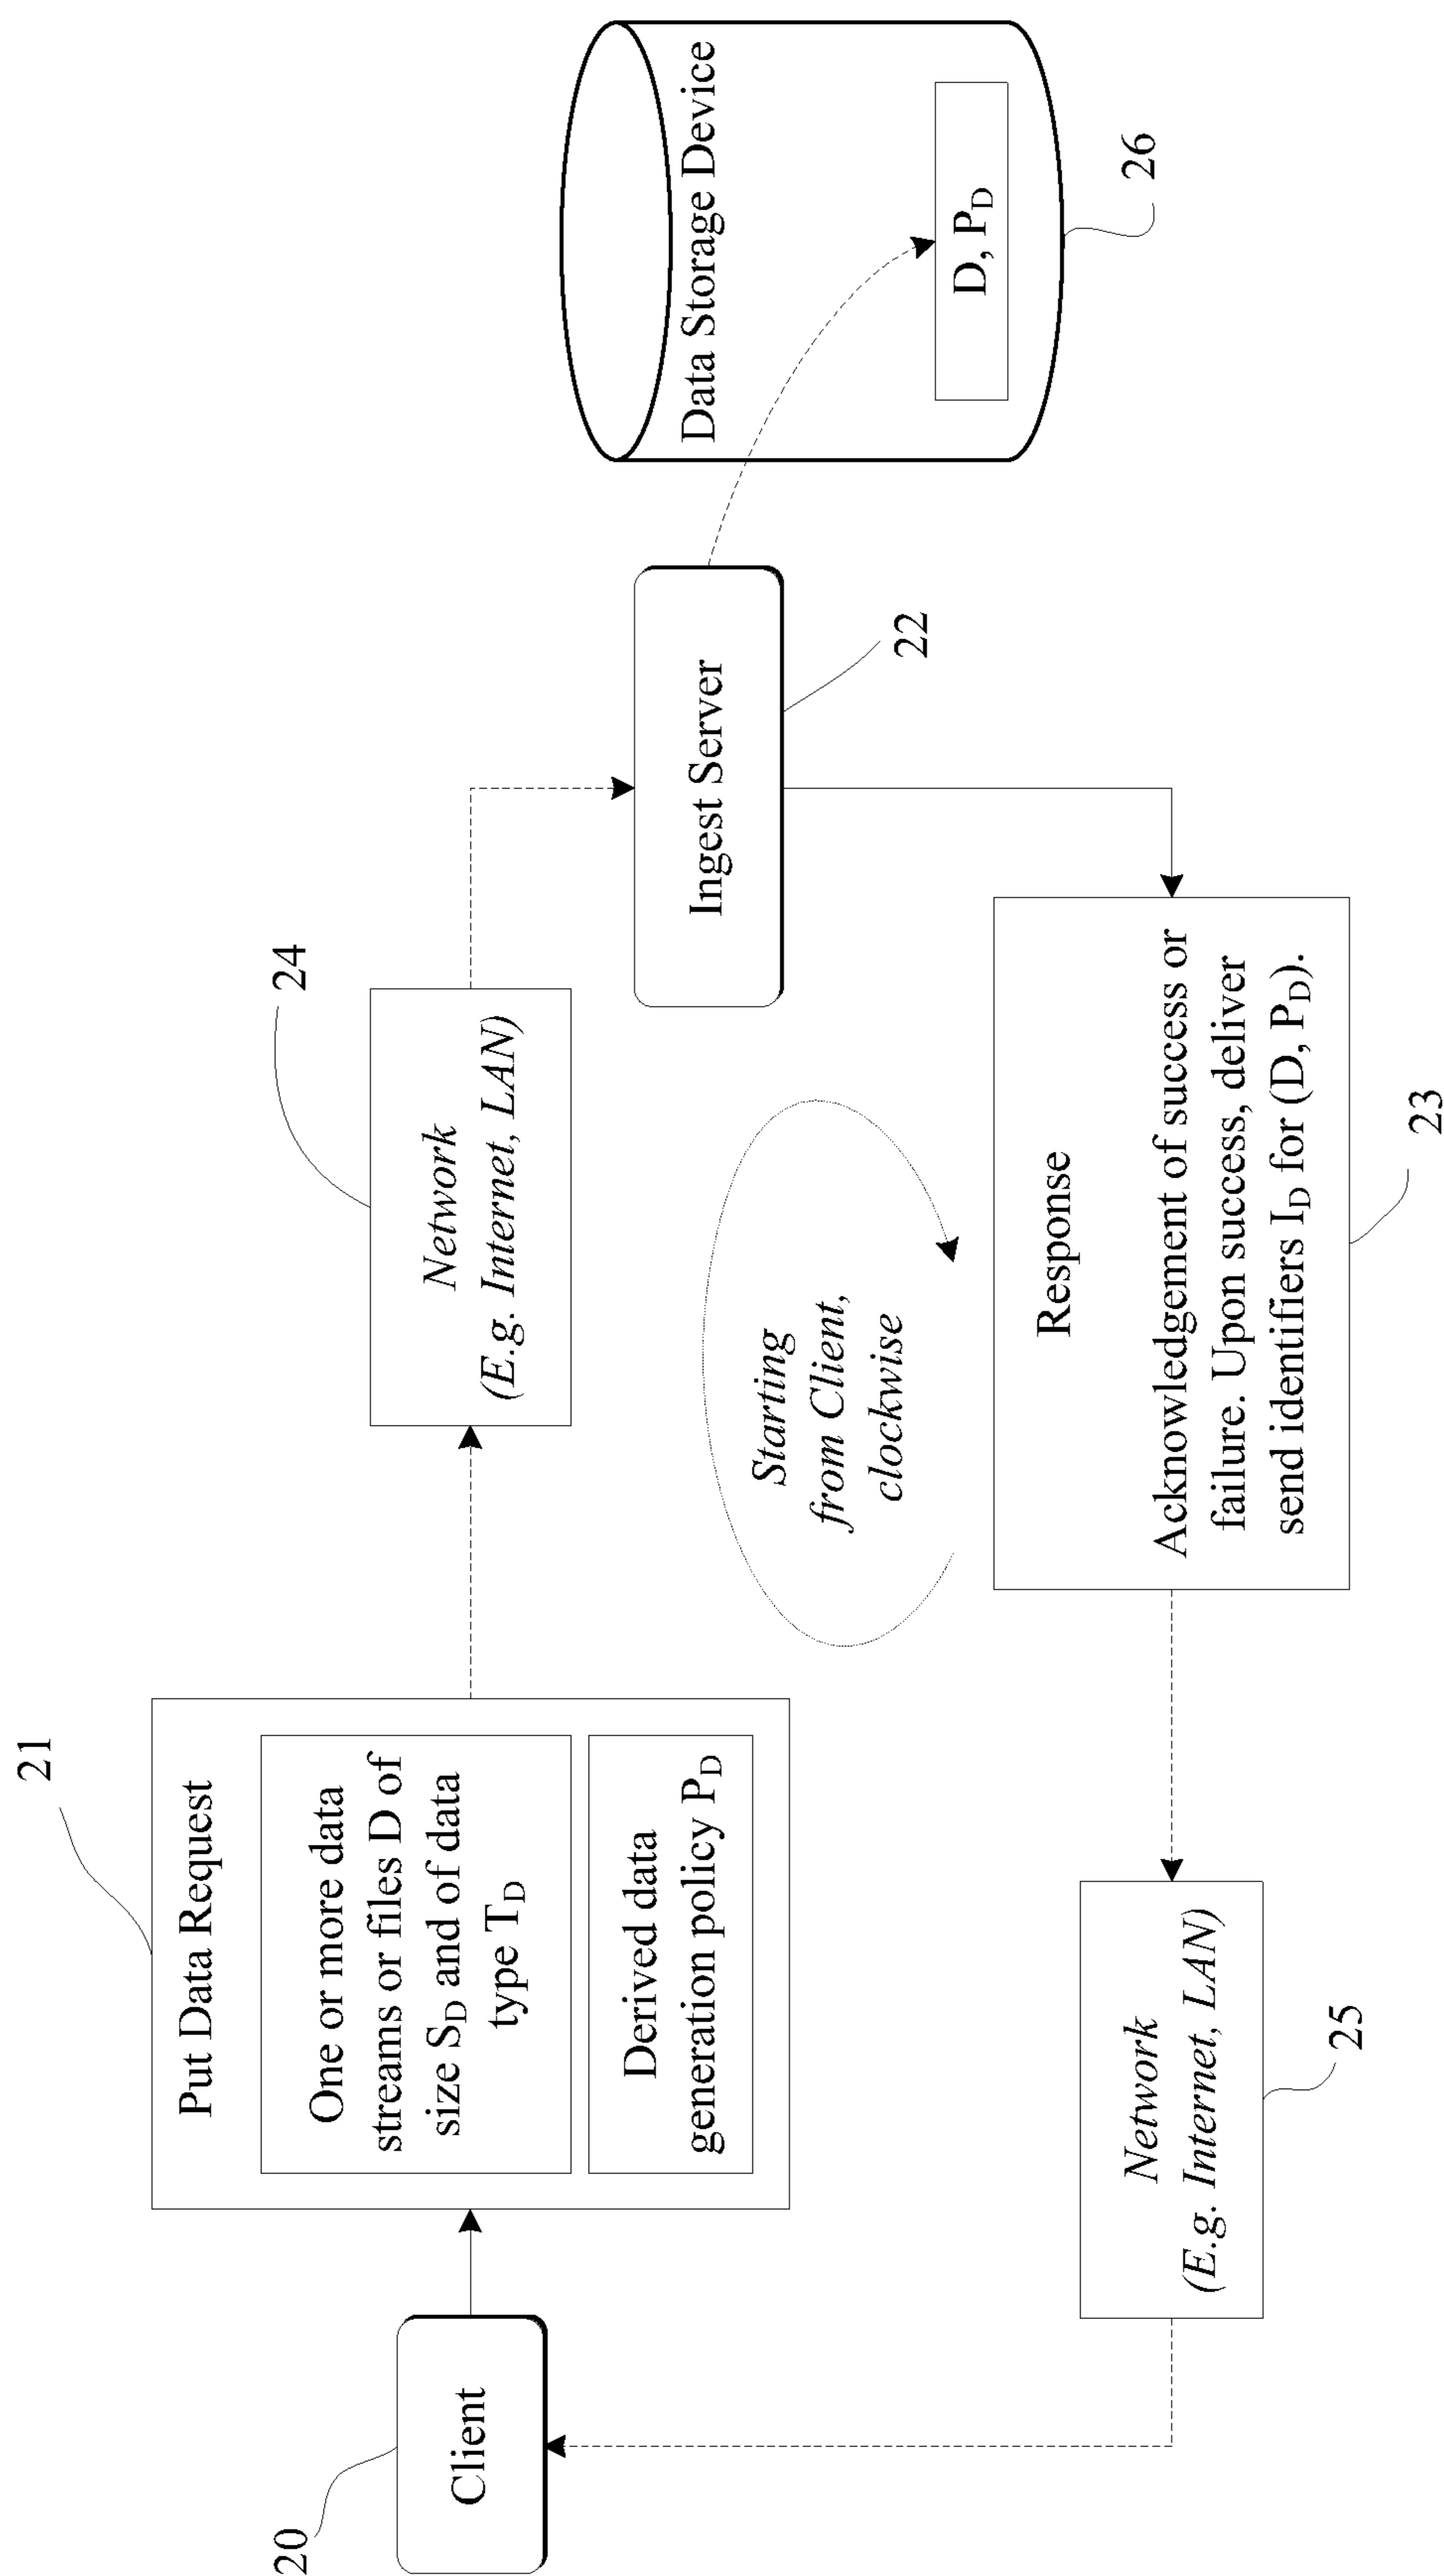 21
Put Data Request
One or more data
streams or files D of
size S_D and of data
type T_D
Derived data
generation policy P_D
20
Client
24
Network
(E.g. Internet, LAN)
Ingest Server
22
Data Storage Device
D, P_D
26
Starting
from Client,
clockwise
Response
Acknowledgement of success or
failure. Upon success, deliver
send identifiers I_D for (D, P_D).
23
Network
(E.g. Internet, LAN)
25